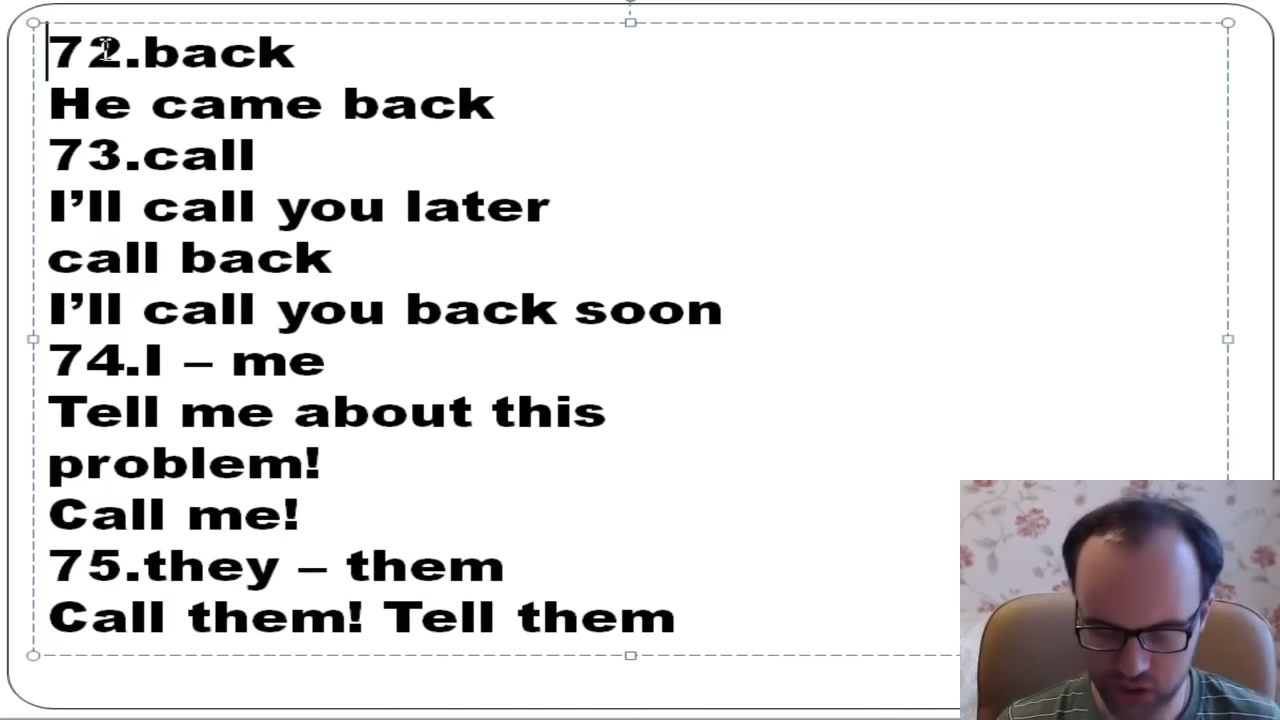 72.back
He came back
73.call
I’ll call you later
call back
I’ll call you back soon
74.I – me
Tell me about this
problem!
Call me!
75.they – them
Call them! Tell them